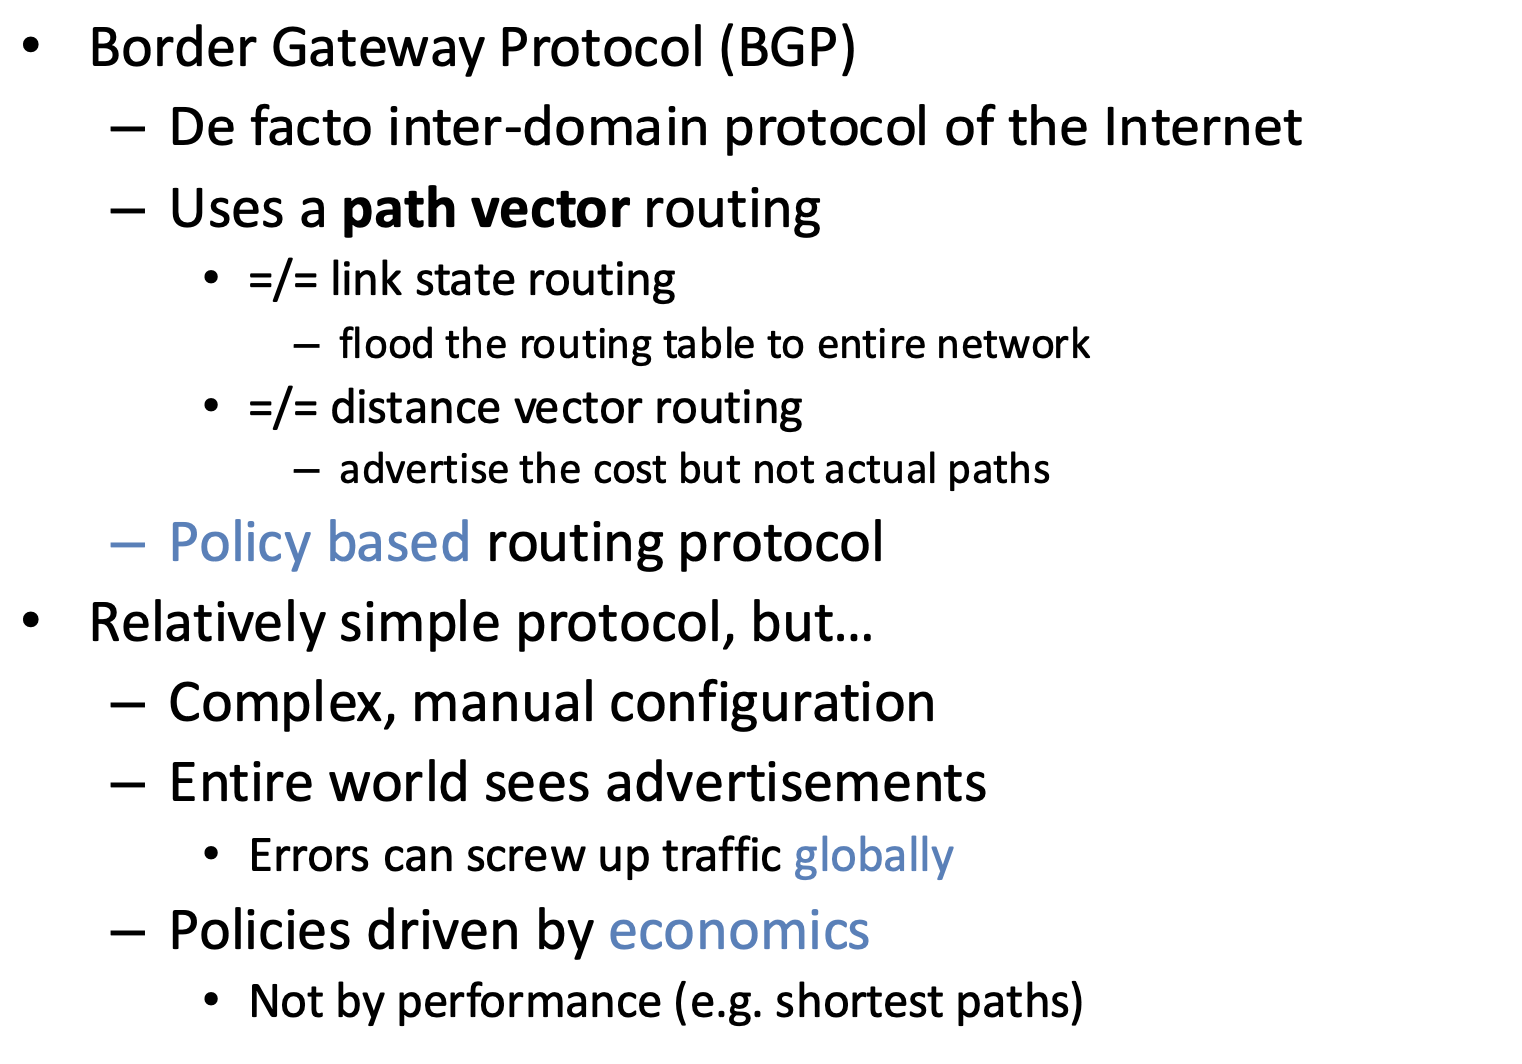 • Border Gateway Protocol (BGP)
– De facto inter-domain protocol of the Internet
– Uses a path vector routing
• =/= link state routing
– flood the routing table to entire network
• =/= distance vector routing
– advertise the cost but not actual paths
– Policy based routing protocol
• Relatively simple protocol, but…
– Complex, manual configuration
– Entire world sees advertisements
• Errors can screw up traffic globally
– Policies driven by economics
• Not by performance (e.g. shortest paths)